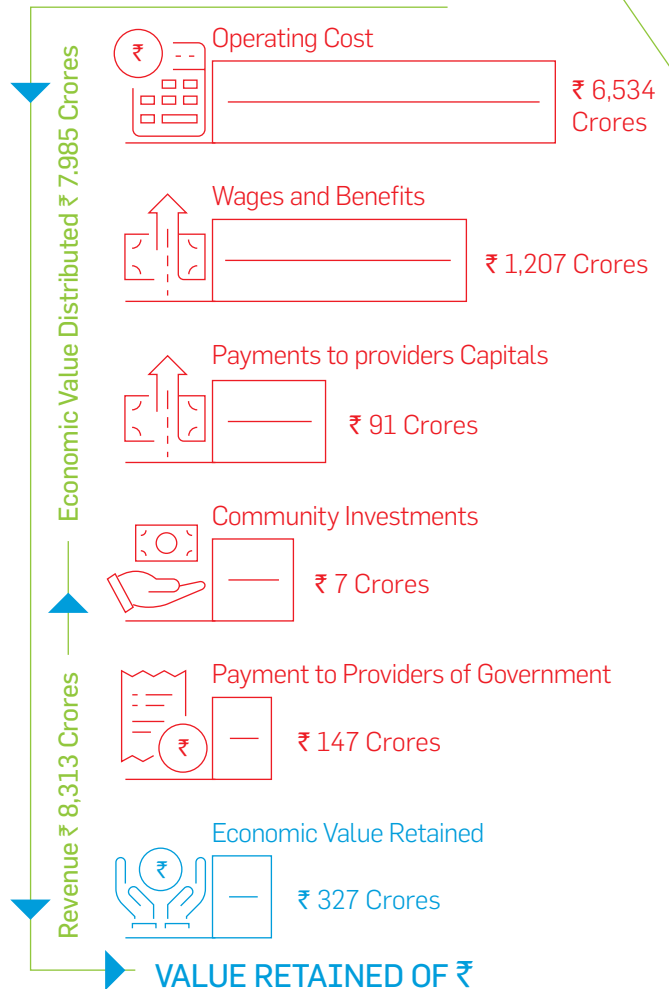 Operating Cost
₹
₹ 6,534
Crores
Economic Value Distributed ₹ 7.985 Crores
Wages and Benefits
₹ 1,207 Crores
Payments to providers Capitals
₹ 91 Crores
Community Investments
₹ 7 Crores
Revenue ₹ 8,313 Crores
Payment to Providers of Government
₹
₹ 147 Crores
Economic Value Retained
₹
₹ 327 Crores
VALUE RETAINED OF ₹